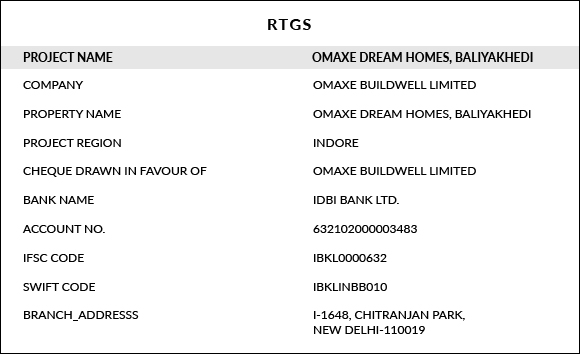 RTGS
PROJECT NAME OMAXE DREAM HOMES, BALIYAKHEDI
COMPANY OMAXE BUILDWELL LIMITED
PROPERTY NAME OMAXE DREAM HOMES, BALIYAKHEDI
PROJECT REGION INDORE
CHEQUE DRAWN IN FAVOUR OF OMAXE BUILDWELL LIMITED
BANK NAME IDBI BANK LTD.
ACCOUNT NO. 632102000003483
IFSC CODE IBKL0000632
SWIFT CODE IBKLINBB010
BRANCH_ADDRESSS I-1648, CHITRANJAN PARK,
NEW DELHI-110019